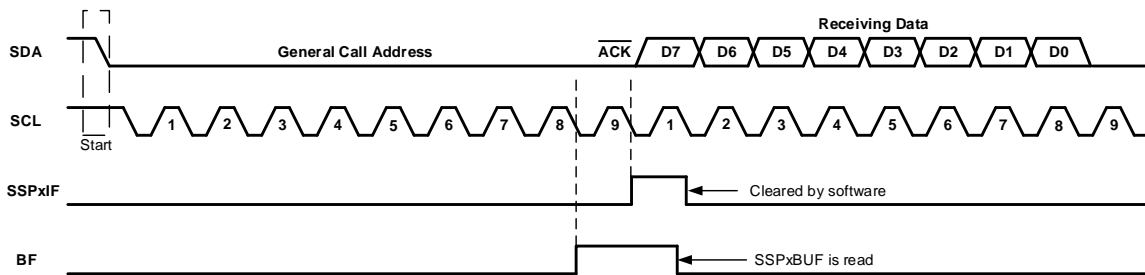 Receiving Data
SDA General Call Address ACK D7 D6 D5 D4 D3 D2 D1 D0
SCL 1 2 3 4 5 6 7 8 9 1 2 3 4 5 6 7 8 9
Start
SSPxIF Cleared by software
BF SSPxBUF is read